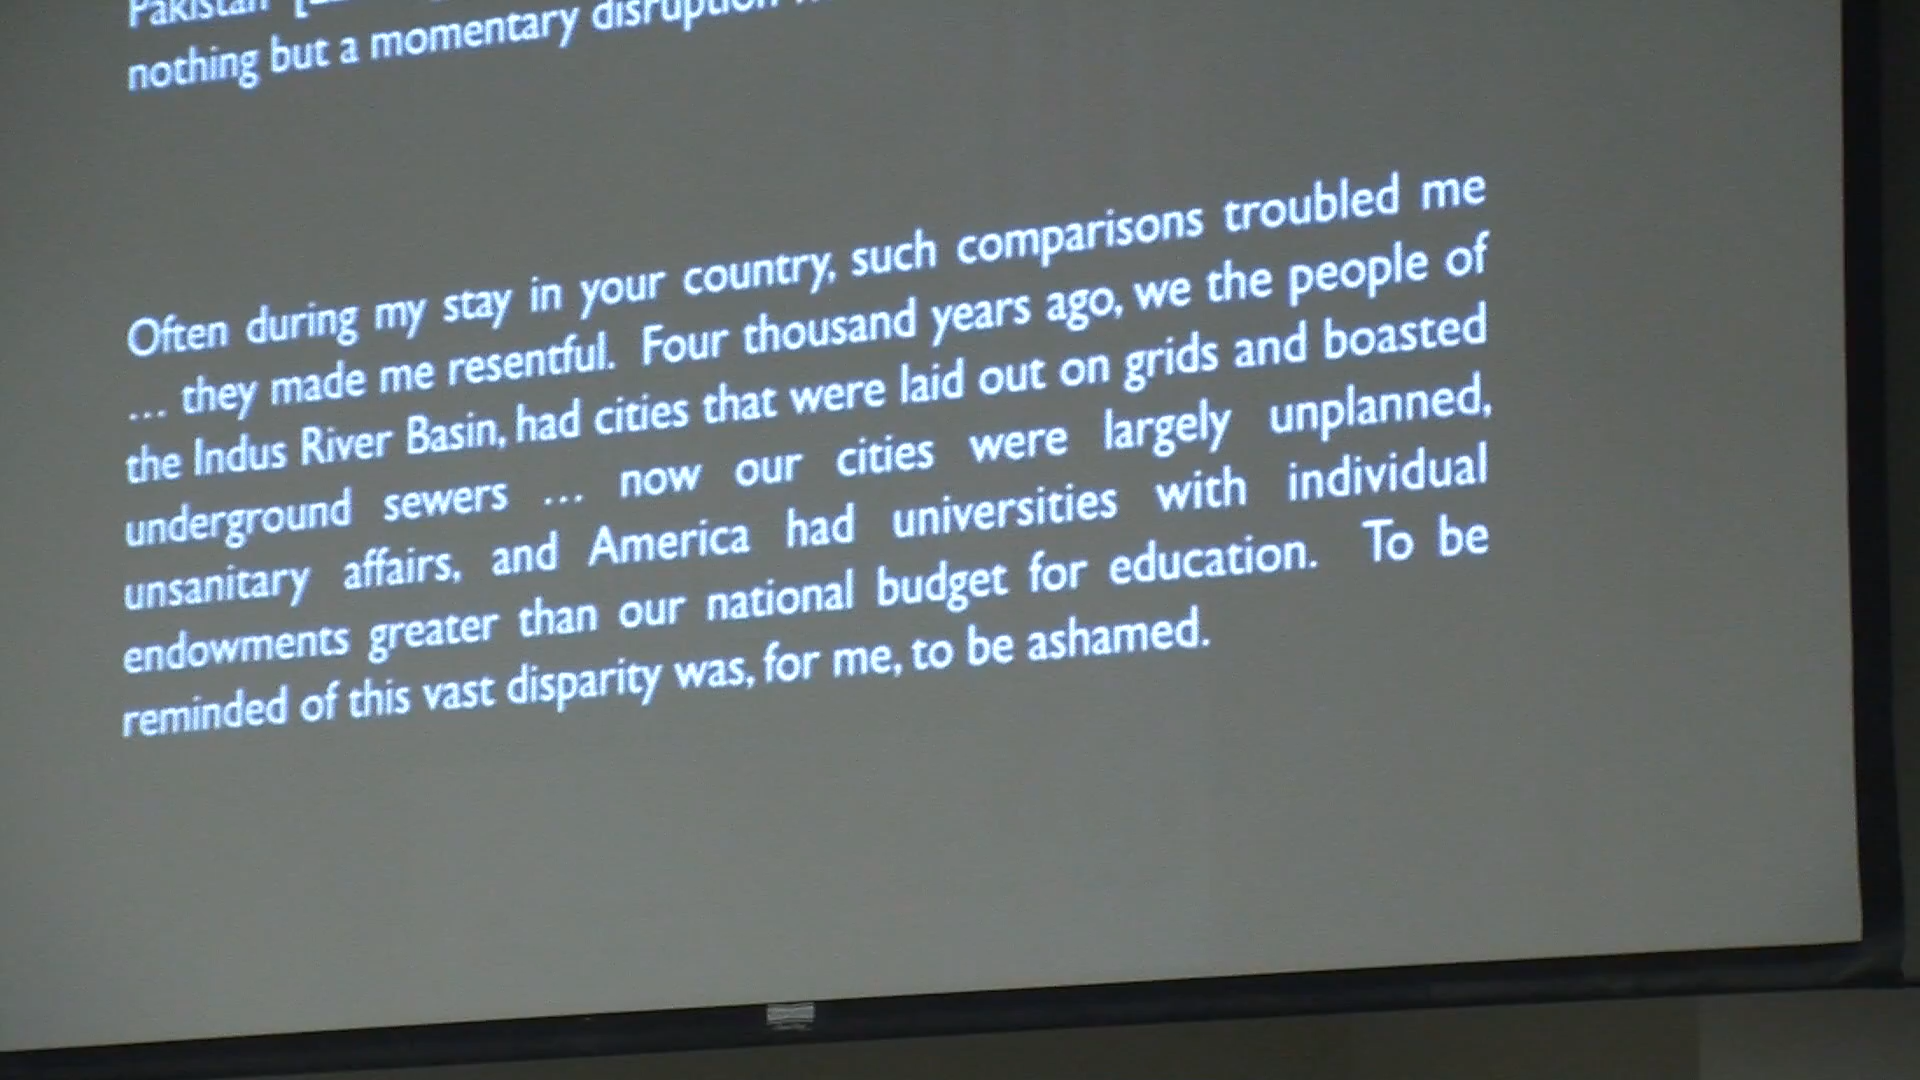 Pakistan
nothing but a momentary disruption
Often during my stay in your country, such comparisons troubled me
... they made me resentful. Four thousand years ago, we the people of
the Indus River Basin, had cities that were laid out on grids and boasted
underground sewers ... now our cities were largely unplanned,
unsanitary affairs, and America had universities with individual
endowments greater than our national budget for education. To be
reminded of this vast disparity was, for me, to be ashamed.